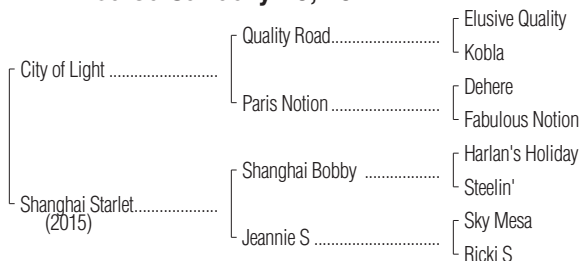 Elusive Quality
Quality Road
Kobla
City of Light
Dehere
Paris Notion
Fabulous Notion
Harlan's Holiday
Shanghai Bobby
Steelin'
Shanghai Starlet
(2015)
Sky Mesa
Jeannie S
Ricki S